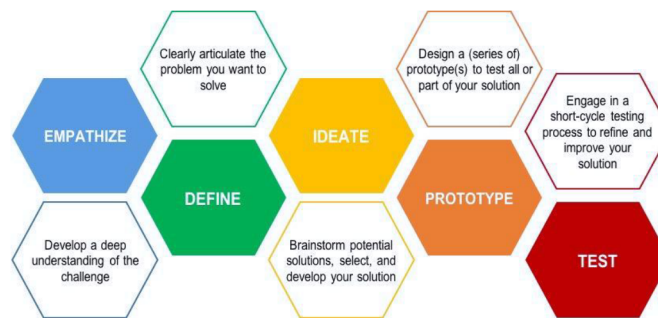 EMPATHIZE
Develop a deep
understanding of the
challenge
Clearly articulate the
problem you want to
solve
DEFINE
IDEATE
Brainstorm potential
solutions, select, and
develop your solution
Design a (series of)
prototype(s) to test all or
part of your solution
PROTOTYPE
Engage in a
short-cycle testing
process to refine and
improve your
solution
TEST